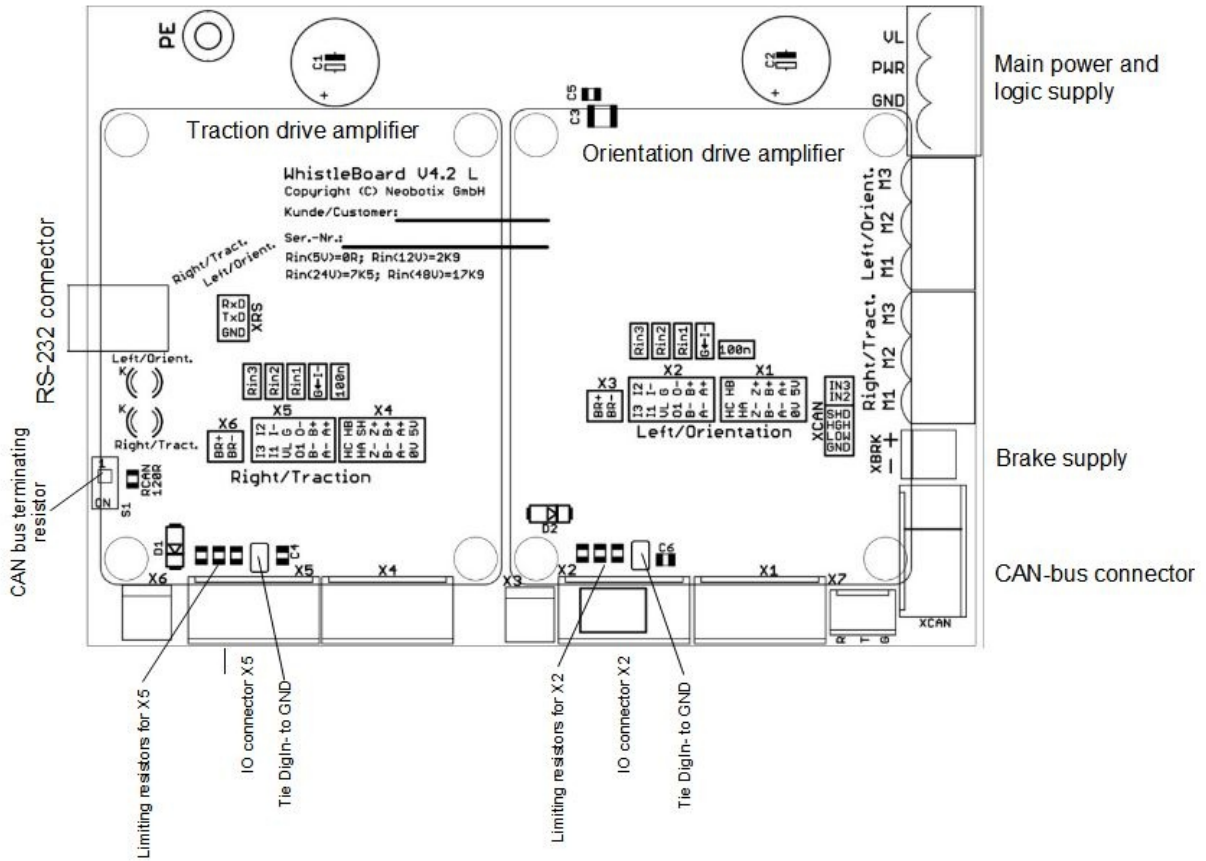 PE
C1
+
C2
+
VL
PWR
GND
Main power and
logic supply
C5
C3
Traction drive amplifier
Orientation drive amplifier
WhistleBoard V4.2 L
Copyright (C) Neobotix GmbH
Kunde/Customer:
Ser.-Nr.:
Rin(5V)=0R; Rin(12V)=2K9
Rin(24V)=7K5; Rin(48V)=17K9
Right/Tract.
Left/Orient.
RS-232 connector
RxD
TxD
GND
XRS
Left/Orient.
K
K
Right/Tract.
Left/Orient.
M3
M2
M1
Right/Tract.
M3
M2
M1
Rin3
Rin2
Rin1
G←I-
100n
X6
X5
X4
BR+
BR-
I3 I2
I1 I-
VL G
O1 O-
B- B+
A- A+
HC HB
HA SH
Z- Z+
B- B+
A- A+
0V 5V
Right/Traction
Rin3
Rin2
Rin1
G←I-
100n
X3
X2
X1
BR+
BR-
I3 I2
I1 I-
VL G
O1 O-
B- B+
A- A+
HC HB
HA
Z- Z+
B- B+
A- A+
0V 5V
Left/Orientation
IN3
IN2
SHD
HGH
LOW
GND
XCAN
XBRK
- +
Brake supply
CAN bus terminating
resistor
1
ON
S1
RCAN
120R
D1
C4
D2
C6
X6
X5
X4
X3
X2
X1
X7
R
T
G
XCAN
CAN-bus connector
Limiting resistors for X5
IO connector X5
Tie DigIn- to GND
Limiting resistors for X2
IO connector X2
Tie DigIn- to GND